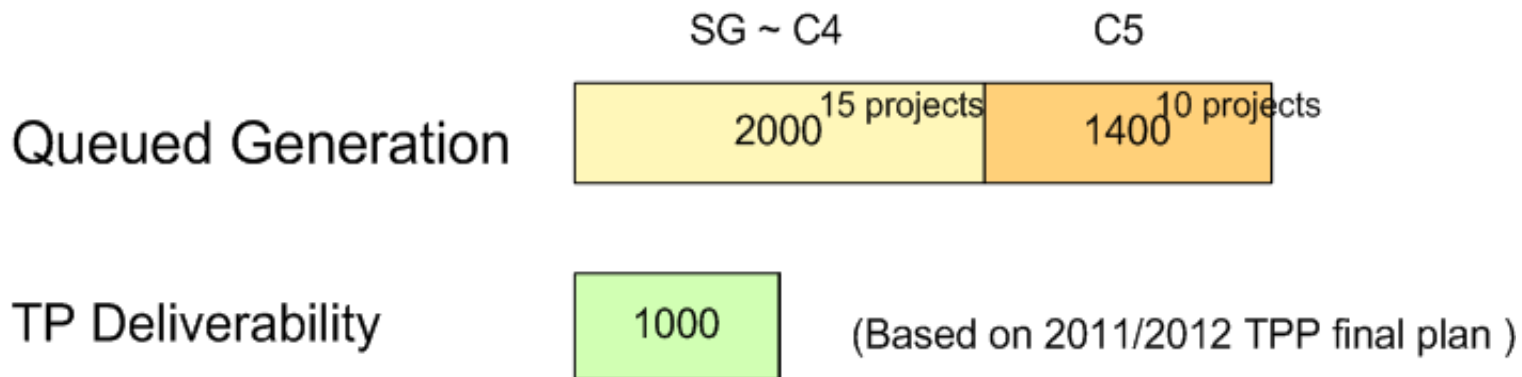 SG ~ C4 C5
Queued Generation 2000 15 projects 1400 10 projects
TP Deliverability 1000 (Based on 2011/2012 TPP final plan )